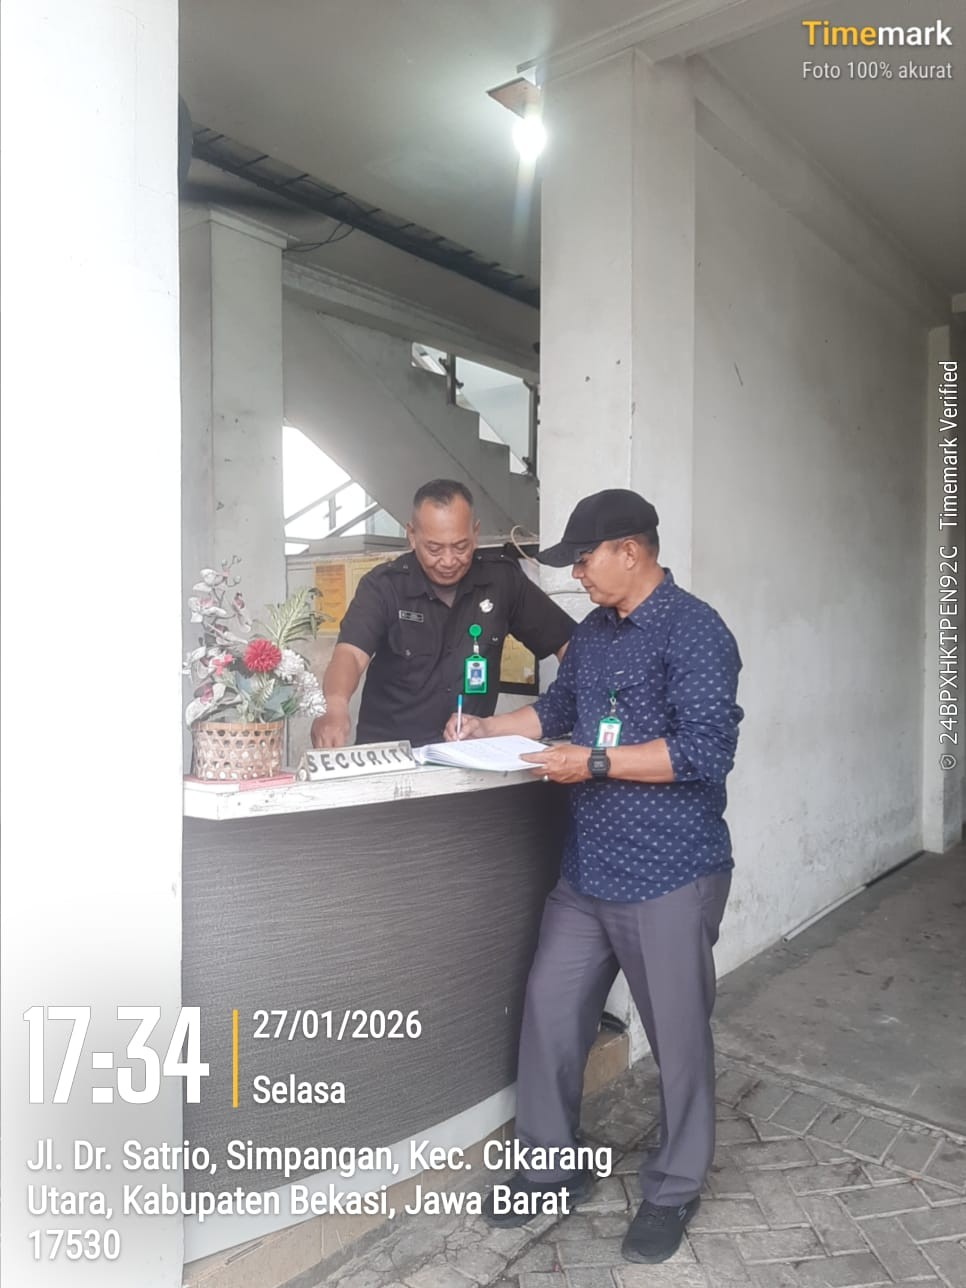 Timemark
Foto 100% akurat
SECURITY
24BPXHKTPEN92C Timemark Verified
17:34
27/01/2026
Selasa
Jl. Dr. Satrio, Simpangan, Kec. Cikarang
Utara, Kabupaten Bekasi, Jawa Barat
17530